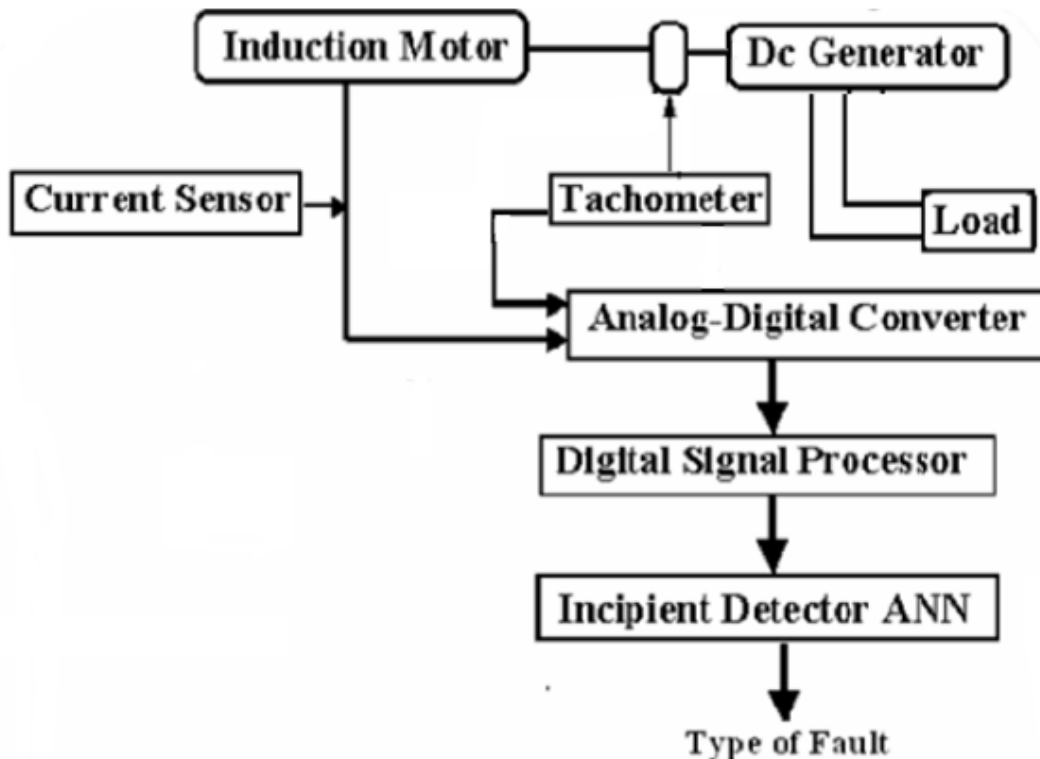 Induction Motor
Dc Generator
Current Sensor
Tachometer
Load
Analog-Digital Converter
Digital Signal Processor
Incipient Detector ANN
Type of Fault